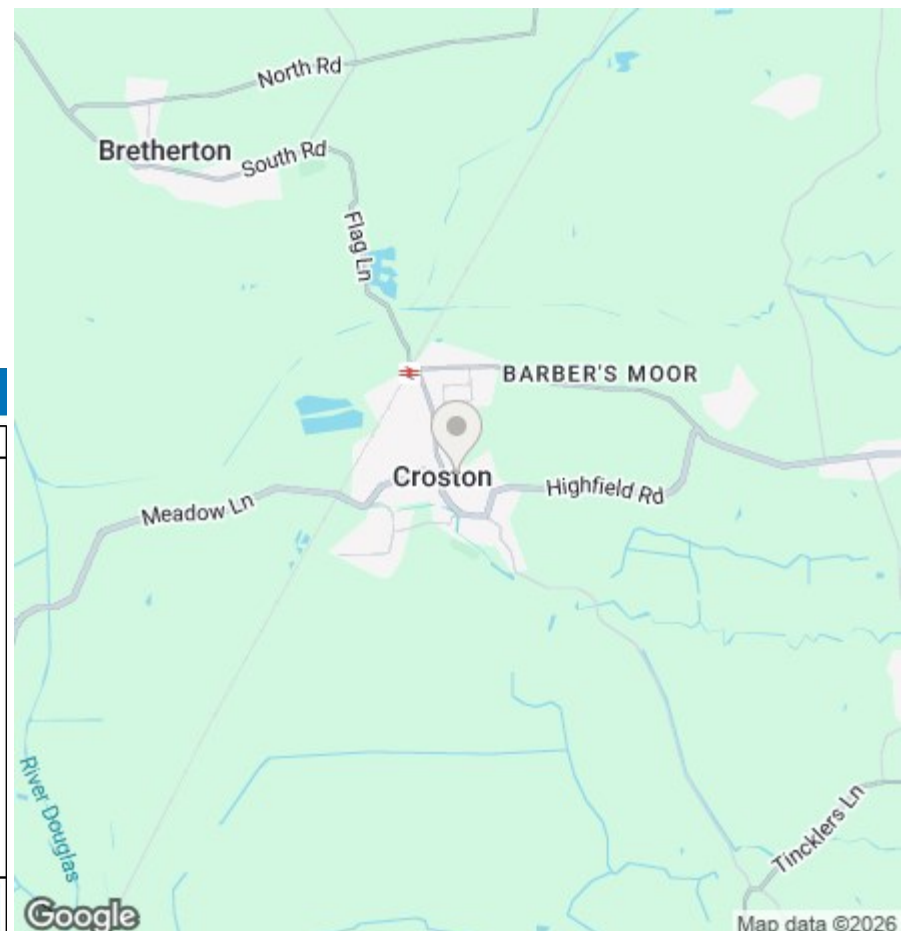 North Rd
Bretherton
South Rd
Flag Ln
BARBER'S MOOR
Croston
Highfield Rd
Meadow Ln
River Douglas
Tincklers Ln
Google
Map data ©2026